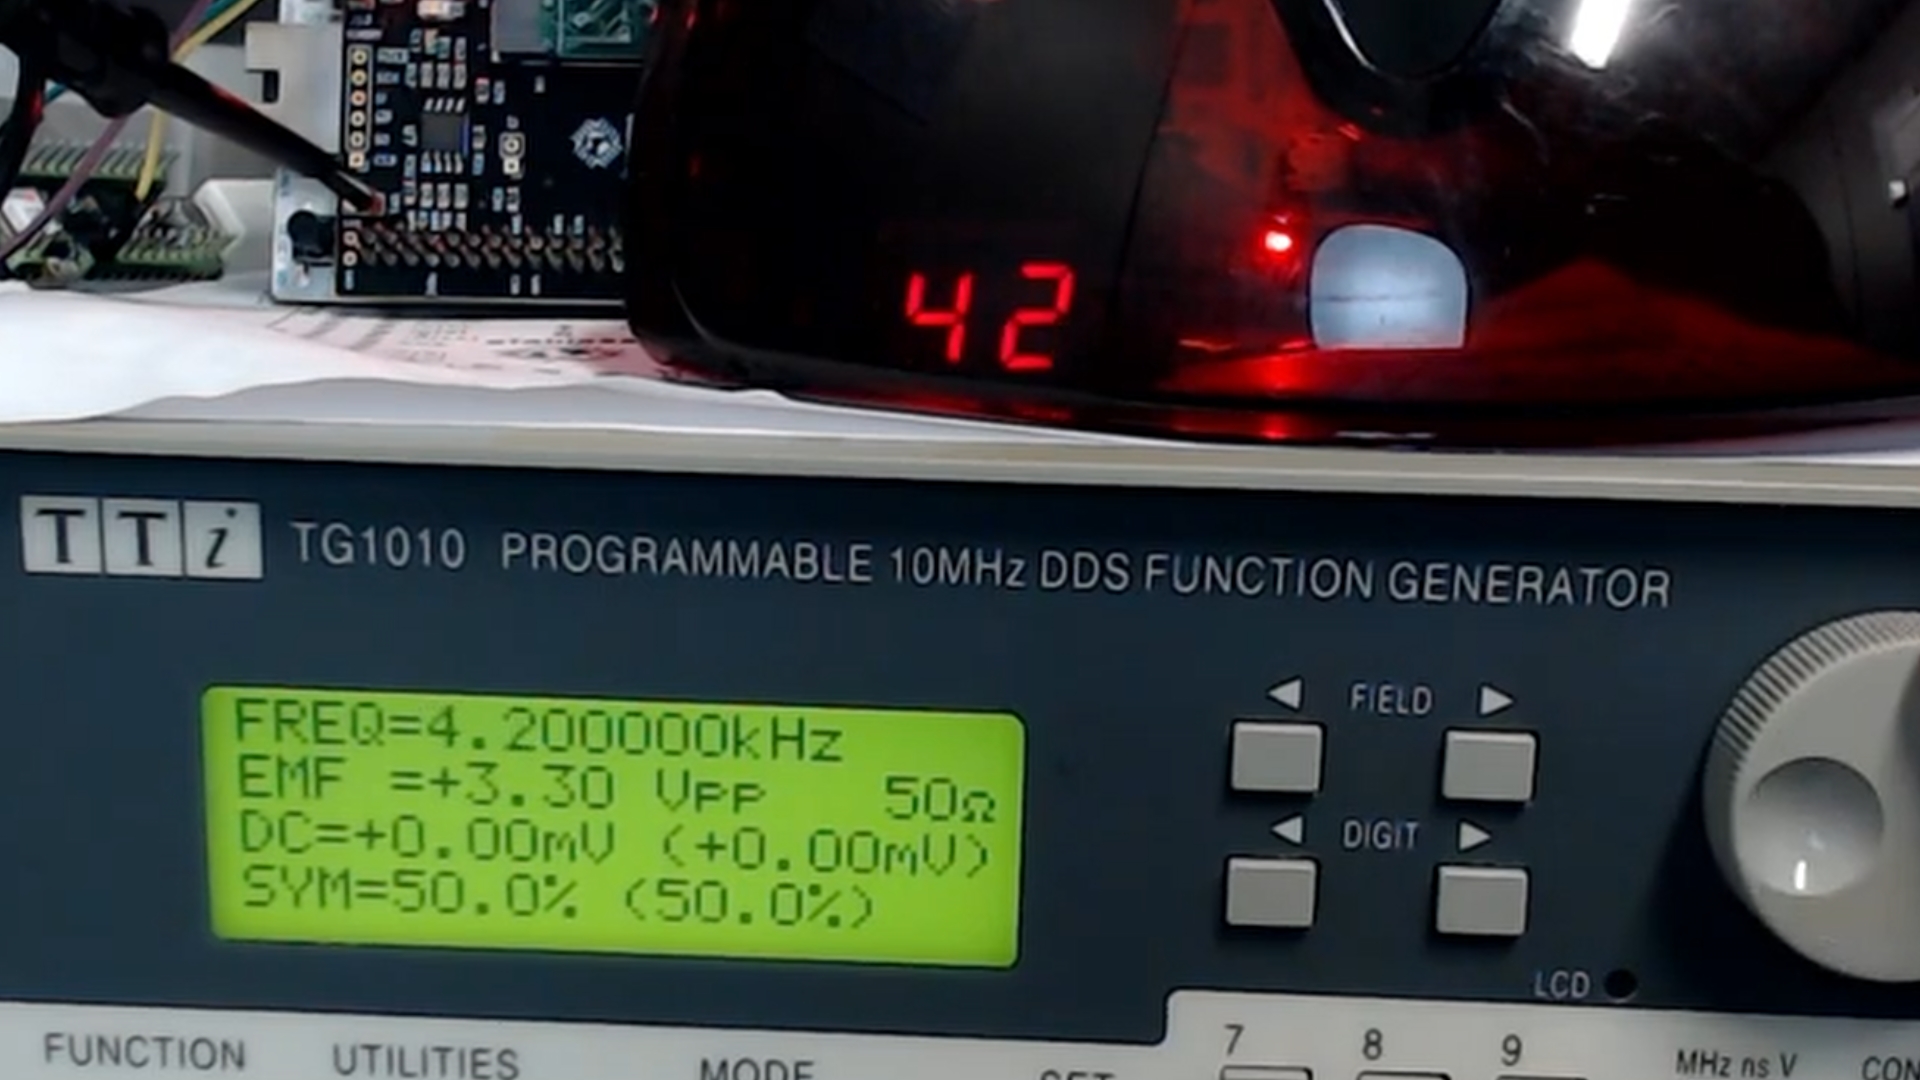 42
TTi TG1010 PROGRAMMABLE 10MHz DDS FUNCTION GENERATOR
FREQ=4.200000kHz
EMF =+3.30 Vpp 50Ω
DC=+0.00mV (+0.00mV)
SYM=50.0% (50.0%)
FIELD
DIGIT
LCD
FUNCTION
UTILITIES
MODE
7
8
9
MHz ns V